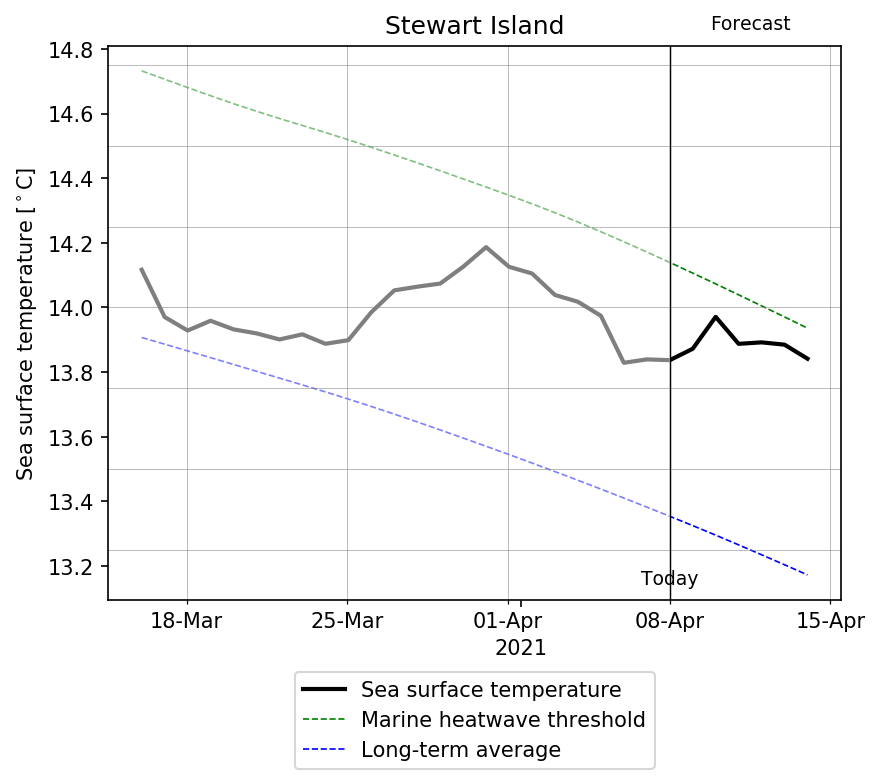 Stewart Island
Forecast
Sea surface temperature [°C]
14.8
14.6
14.4
14.2
14.0
13.8
13.6
13.4
13.2
Today
18-Mar
25-Mar
01-Apr
08-Apr
15-Apr
2021
Sea surface temperature
Marine heatwave threshold
Long-term average